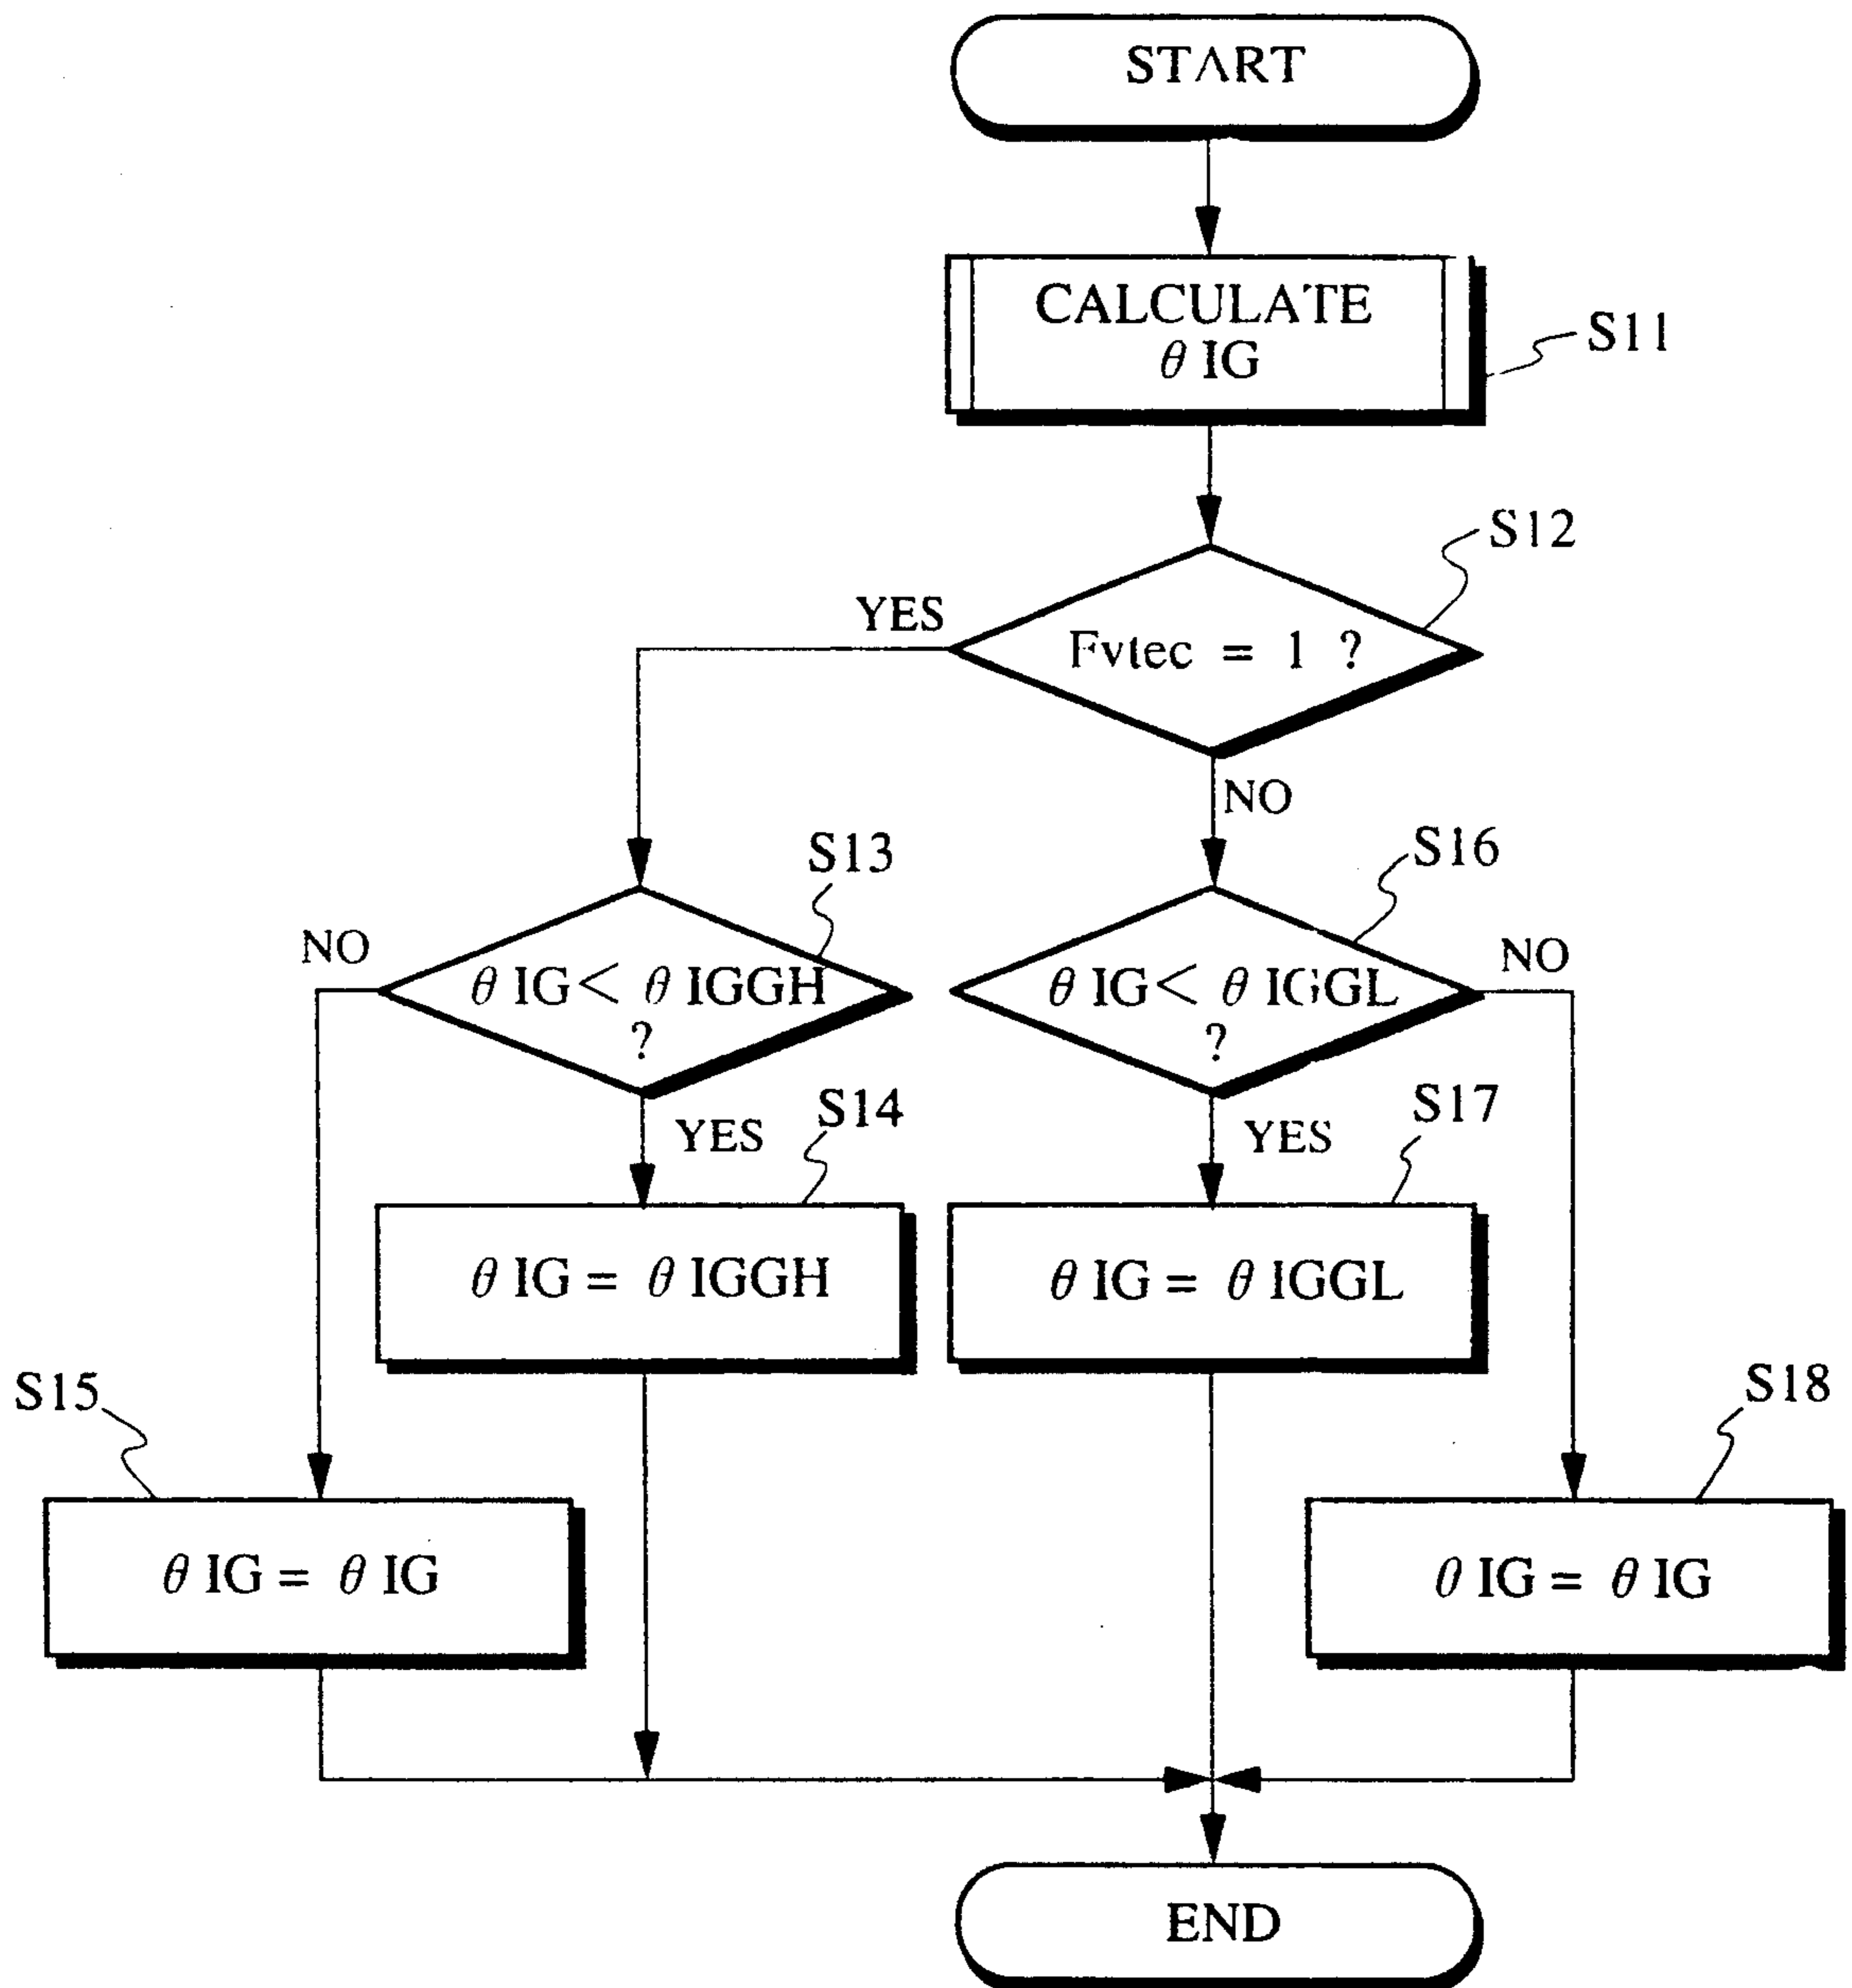 START
CALCULATE
θ IG
S11
S12
YES
Fvtec = 1 ?
NO
S13
S16
NO
θ IG < θ IGGH
?
θ IG < θ IGGL
?
NO
YES
S14
YES
S17
θ IG = θ IGGH
θ IG = θ IGGL
S15
S18
θ IG = θ IG
θ IG = θ IG
END